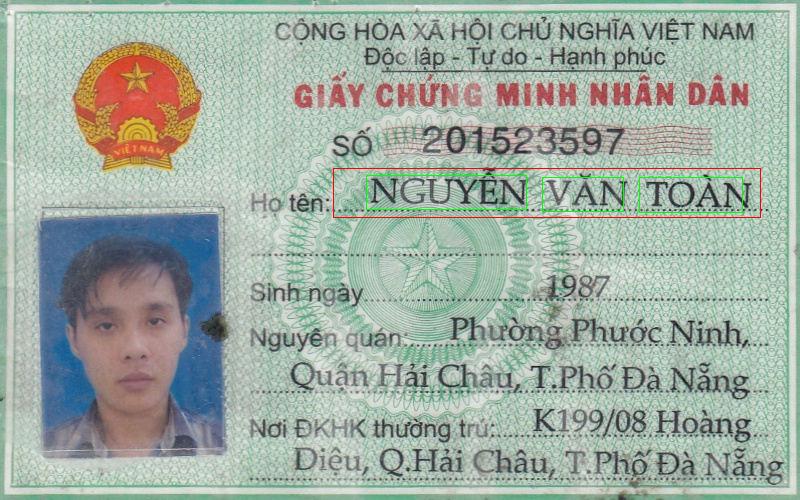 CỘNG HÒA XÃ HỘI CHỦ NGHĨA VIỆT NAM
Độc lập - Tự do - Hạnh phúc
GIẤY CHỨNG MINH NHÂN DÂN
SỐ 201523597
Họ tên: NGUYỄN VĂN TOÀN
Sinh ngày 1987
Nguyên quán: Phường Phước Ninh,
Quận Hải Châu, T.Phố Đà Nẵng
Nơi ĐKHK thường trú: K199/08 Hoàng
Diệu, Q.Hải Châu, T.Phố Đà Nẵng
VIỆT NAM